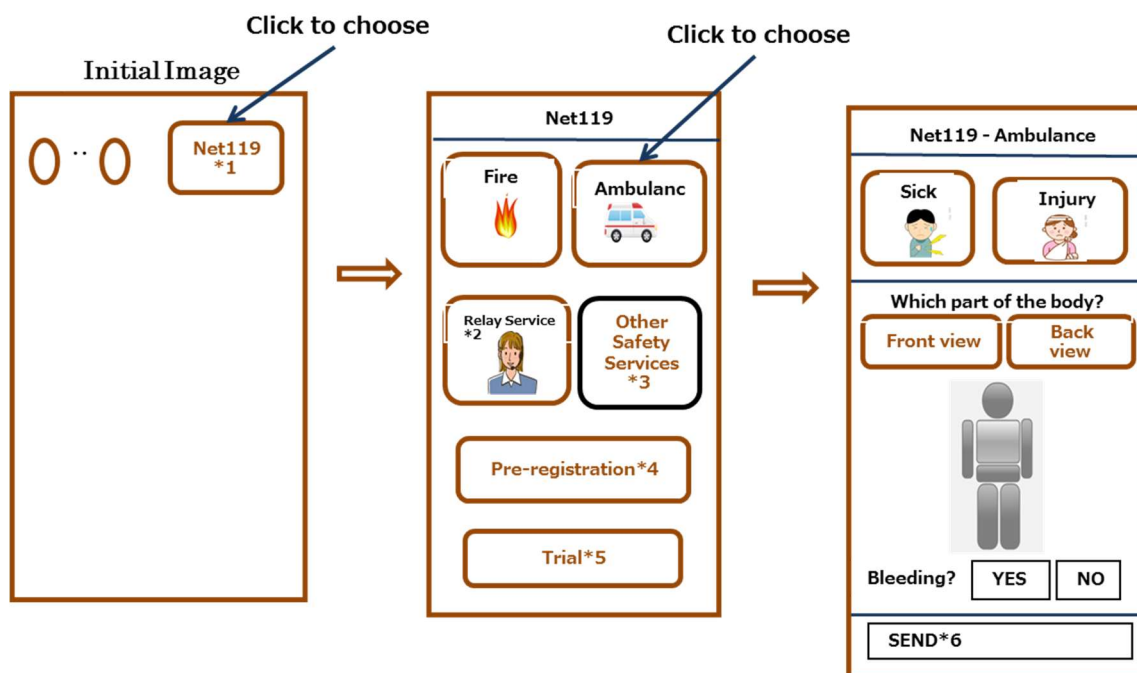 Click to choose
Click to choose
Initial Image
Net119
*1
Net119
Fire
Ambulanc
Relay Service
*2
Other
Safety
Services
*3
Pre-registration*4
Trial*5
Net119 - Ambulance
Sick
Injury
Which part of the body?
Front view
Back
view
Bleeding?
YES
NO
SEND*6